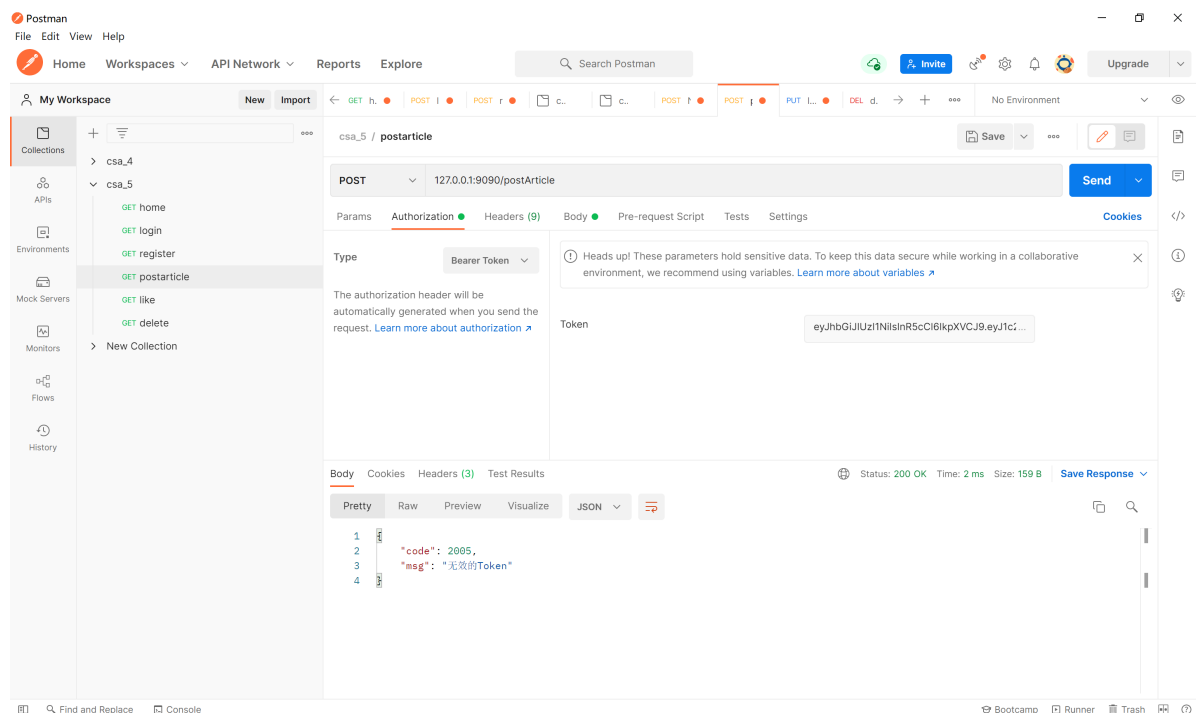 Postman
File Edit View Help
Home Workspaces API Network Reports Explore Search Postman Invite Upgrade
My Workspace New Import GET h. POST l POST r c.. c.. POST POST PUT l... DEL d. No Environment
Collections
APIs
Environments
Mock Servers
Monitors
Flows
History
csa_4
csa_5
GET home
GET login
GET register
GET postarticle
GET like
GET delete
New Collection
csa_5 / postarticle Save
POST 127.0.0.1:9090/postArticle Send
Params Authorization Headers (9) Body Pre-request Script Tests Settings Cookies
Type Bearer Token
The authorization header will be
automatically generated when you send the
request. Learn more about authorization ↗
Heads up! These parameters hold sensitive data. To keep this data secure while working in a collaborative
environment, we recommend using variables. Learn more about variables ↗
Token
Body Cookies Headers (3) Test Results Status: 200 OK Time: 2 ms Size: 159 B Save Response
Pretty Raw Preview Visualize JSON
1 {
2 "code": 2005,
3 "msg": "无效的Token"
4 }
Find and Replace Console Bootcamp Runner Trash